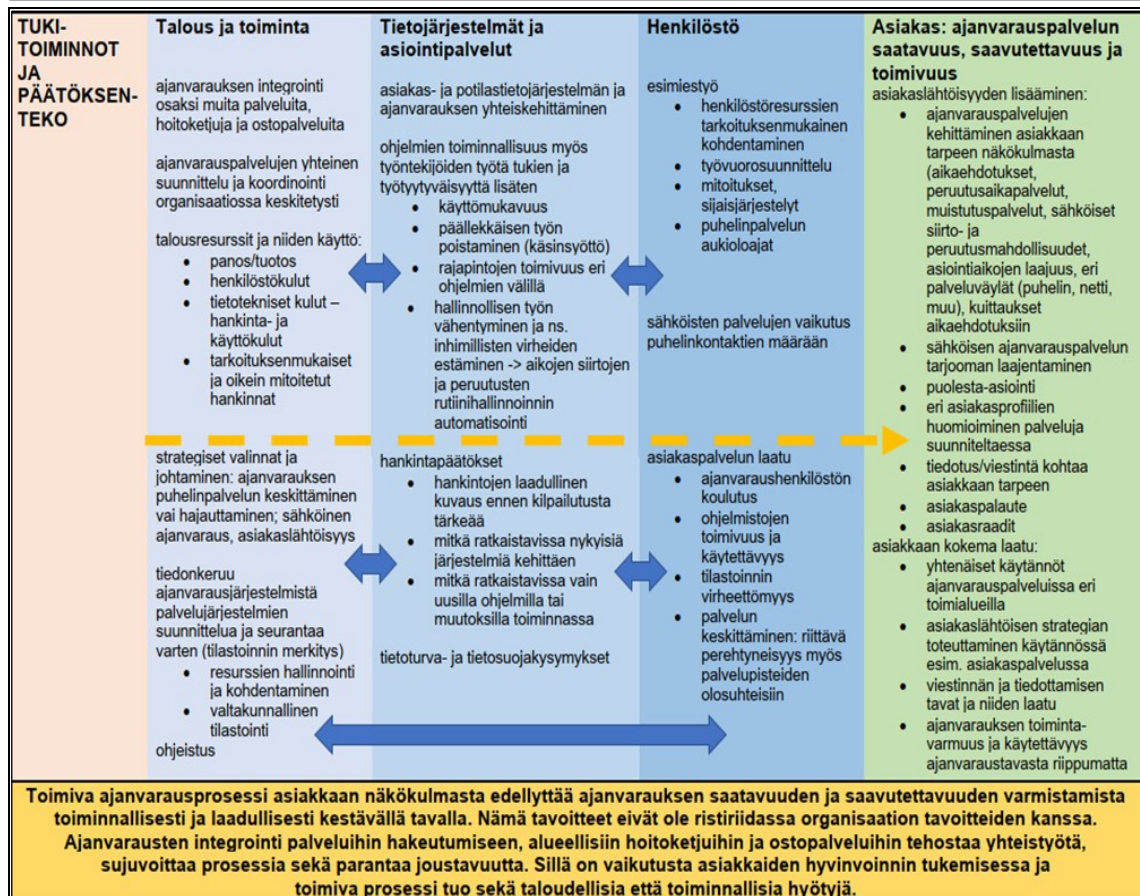 TUKI-
TOIMINNOT
JA
PÄÄTÖKSEN-
TEKO
Talous ja toiminta
ajanvarauksen integrointi
osaksi muita palveluita,
hoitoketjuja ja ostopalveluita
ajanvarauspalvelujen yhteinen
suunnittelu ja koordinointi
organisaatiossa keskitetysti
talousresurssit ja niiden käyttö:
• panos/tuotos
• henkilöstökulut
• tietotekniset kulut –
hankinta- ja
käyttökulut
• tarkoituksenmukaiset
ja oikein mitoitetut
hankinnat
strategiset valinnat ja
johtaminen: ajanvarauksen
puhelinpalvelun keskittäminen
vai hajauttaminen; sähköinen
ajanvaraus, asiakaslähtöisyys
tiedonkeruu
ajanvarausjärjestelmistä
palvelujärjestelmien
suunnittelua ja seurantaa
varten (tilastoinnin merkitys)
• resurssien hallinnointi
ja kohdentaminen
• valtakunnallinen
tilastointi
ohjeistus
Tietojärjestelmät ja
asiointipalvelut
asiakas- ja potilastietojärjestelmän ja
ajanvarauksen yhteiskehittäminen
ohjelmien toiminnallisuus myös
työntekijöiden työtä tukien ja
työtyytyväisyyttä lisäten
• käyttömukavuus
• päällekkäisen työn
poistaminen (käsinsyöttö)
• rajapintojen toimivuus eri
ohjelmien välillä
• hallinnollisen työn
vähentyminen ja ns.
inhimillisten virheiden
estäminen -> aikojen siirtojen
ja peruutusten
rutiinihallinnoinnin
automatisointi
hankintapäätökset
• hankintojen laadullinen
kuvaus ennen kilpailutusta
tärkeää
• mitkä ratkaistavissa nykyisiä
järjestelmiä kehittäen
• mitkä ratkaistavissa vain
uusilla ohjelmilla tai
muutoksilla toiminnassa
tietoturva- ja tietosuojakysymykset
Henkilöstö
esimiestyö
• henkilöstöresurssien
tarkoituksenmukainen
kohdentaminen
• työvuorosuunnittelu
• mitoitukset,
sijaisjärjestelyt
• puhelinpalvelun
aukioloajat
sähköisten palvelujen vaikutus
puhelinkontaktien määrään
asiakaspalvelun laatu
• ajanvaraushenkilöstön
koulutus
• ohjelmistojen
toimivuus ja
käytettävyys
• tilastoinnin
virheettömyys
• palvelun
keskittäminen: riittävä
perehtyneisyys myös
palvelupisteiden
olosuhteisiin
Asiakas: ajanvarauspalvelun
saatavuus, saavutettavuus ja
toimivuus
asiakaslähtöisyyden lisääminen:
• ajanvarauspalvelujen
kehittäminen asiakkaan
tarpeen näkökulmasta
(aikaehdotukset,
peruutusaikapalvelut,
muistutuspalvelut, sähköiset
siirto- ja
peruutusmahdollisuudet,
asiointiaikojen laajuus, eri
palveluväylät (puhelin, netti,
muu), kuittaukset
aikaehdotuksiin
• sähköisen ajanvarauspalvelun
tarjooman laajentaminen
• puolesta-asiointi
• eri asiakasprofiilien
huomioiminen palveluja
suunniteltaessa
• tiedotus/viestintä kohtaa
asiakkaan tarpeen
• asiakaspalaute
• asiakasraadit
asiakkaan kokema laatu:
• yhtenäiset käytännöt
ajanvarauspalveluissa eri
toimialueilla
• asiakaslähtöisen strategian
toteuttaminen käytännössä
esim. asiakaspalvelussa
• viestinnän ja tiedottamisen
tavat ja niiden laatu
• ajanvarauksen toiminta-
varmuus ja käytettävyys
ajanvaraustavasta riippumatta
Toimiva ajanvarausprosessi asiakkaan näkökulmasta edellyttää ajanvarauksen saatavuuden ja saavutettavuuden varmistamista
toiminnallisesti ja laadullisesti kestävällä tavalla. Nämä tavoitteet eivät ole ristiriidassa organisaation tavoitteiden kanssa.
Ajanvarausten integrointi palveluihin hakeutumiseen, alueellisiin hoitoketjuihin ja ostopalveluihin tehostaa yhteistyötä,
sujuvoittaa prosessia sekä parantaa joustavuutta. Sillä on vaikutusta asiakkaiden hyvinvoinnin tukemisessa ja
toimiva prosessi tuo sekä taloudellisia että toiminnallisia hyötyjä.